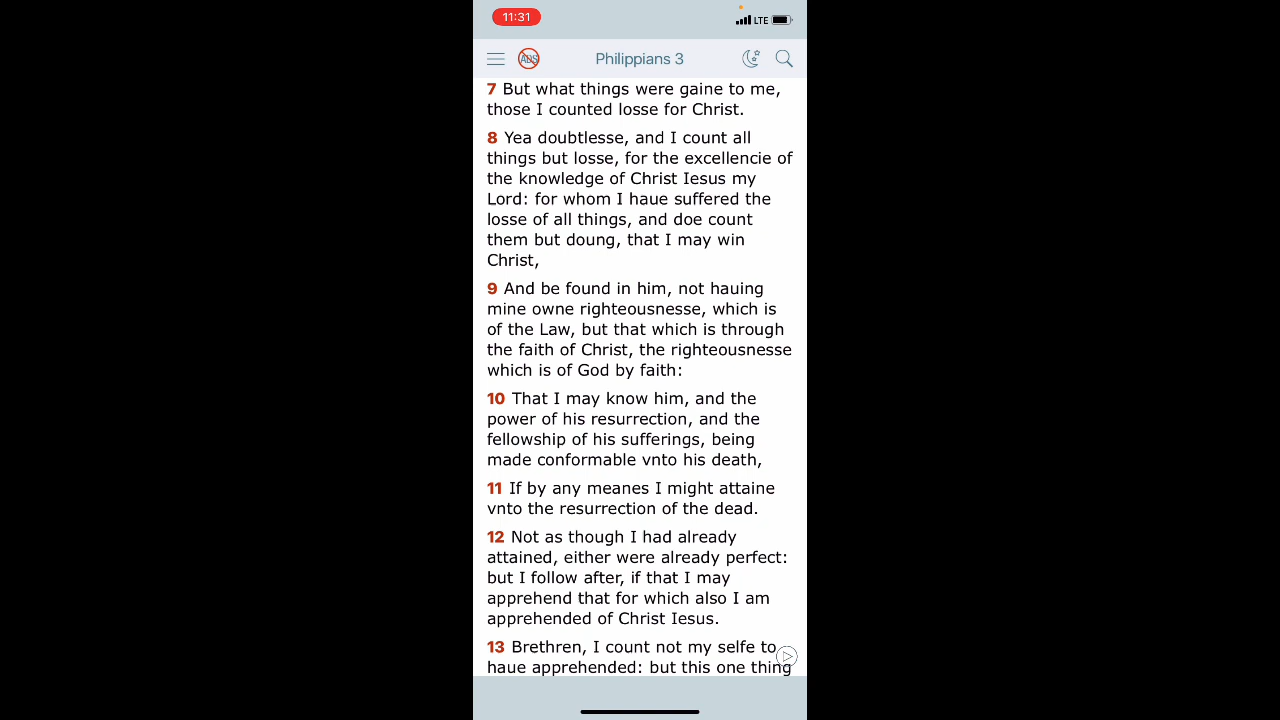 11:31
LTE
ADS
Philippians 3
7 But what things were gaine to me,
those I counted losse for Christ.
8 Yea doubtlesse, and I count all
things but losse, for the excellencie of
the knowledge of Christ Iesus my
Lord: for whom I haue suffered the
losse of all things, and doe count
them but doung, that I may win
Christ,
9 And be found in him, not hauing
mine owne righteousnesse, which is
of the Law, but that which is through
the faith of Christ, the righteousnesse
which is of God by faith:
10 That I may know him, and the
power of his resurrection, and the
fellowship of his sufferings, being
made conformable vnto his death,
11 If by any meanes I might attaine
vnto the resurrection of the dead.
12 Not as though I had already
attained, either were already perfect:
but I follow after, if that I may
apprehend that for which also I am
apprehended of Christ Iesus.
13 Brethren, I count not my selfe to
haue apprehended: but this one thing